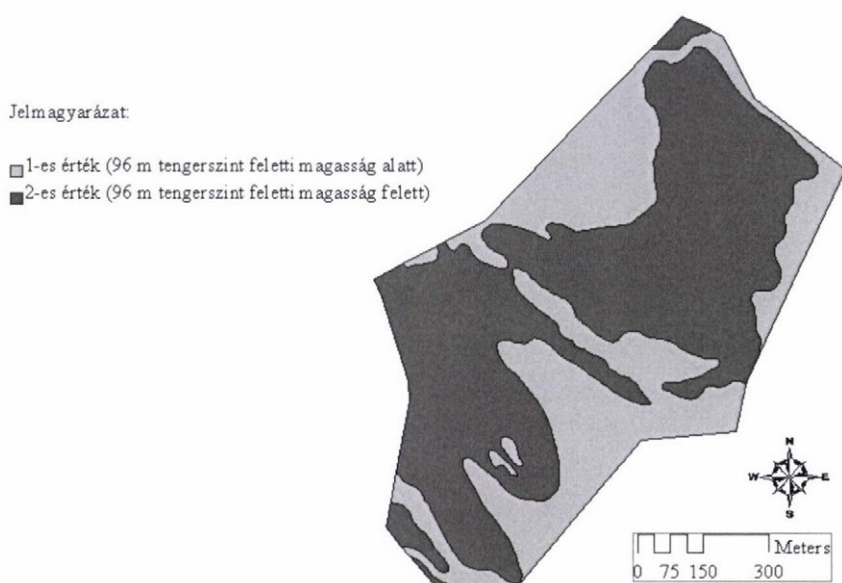 Jelmagyarázat:
1-es érték (96 m tengerszint feletti magasság alatt)
2-es érték (96 m tengerszint feletti magasság felett)
N
W E
S
Meters
0 75 150 300